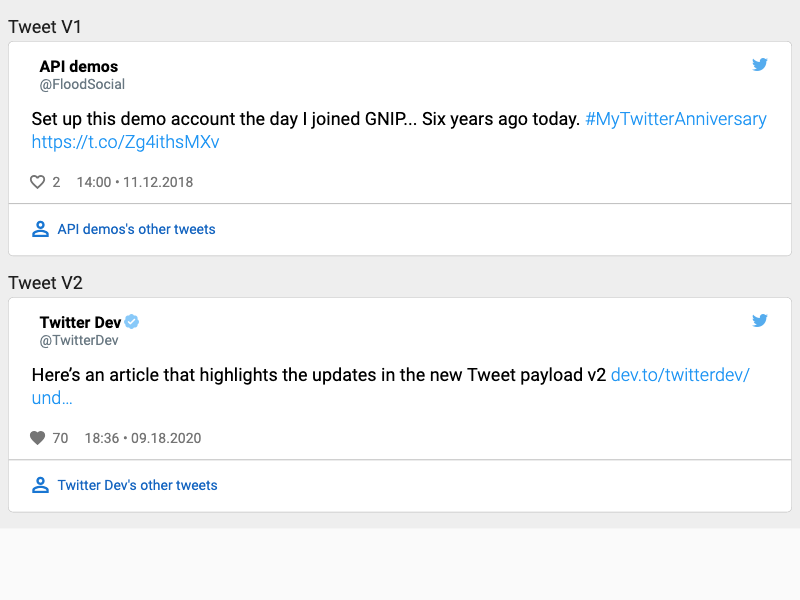 Tweet V1
API demos
@FloodSocial
Set up this demo account the day I joined GNIP... Six years ago today. #MyTwitterAnniversary
https://t.co/Zg4ithsMXv
2 14:00 • 11.12.2018
API demos's other tweets
Tweet V2
Twitter Dev
@TwitterDev
Here’s an article that highlights the updates in the new Tweet payload v2 dev.to/twitterdev/
und…
70 18:36 • 09.18.2020
Twitter Dev's other tweets